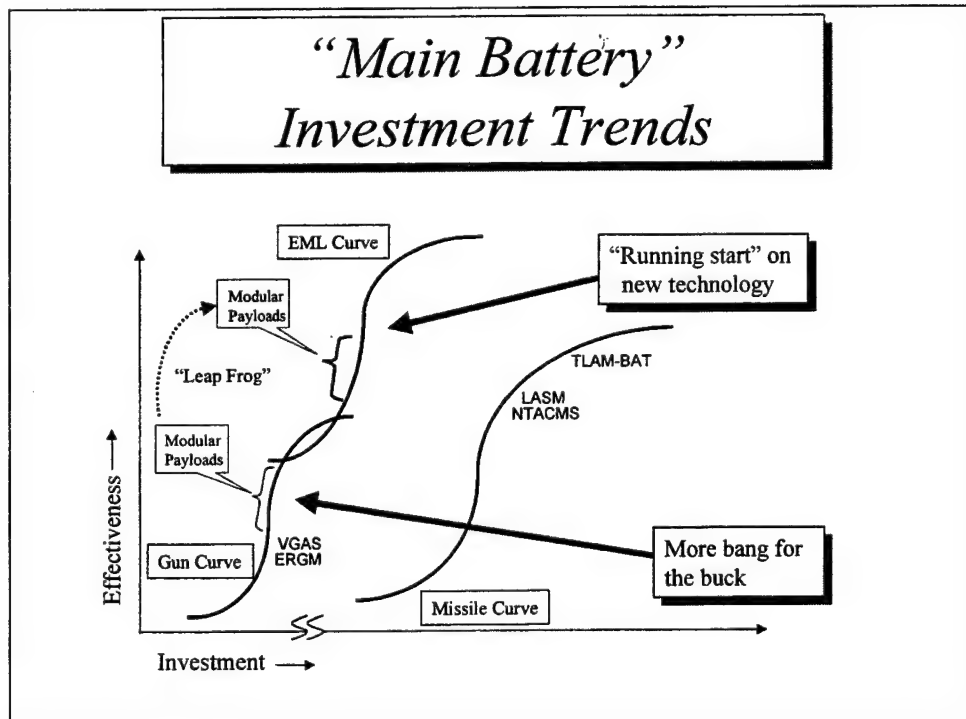 “Main Battery”
Investment Trends
EML Curve
“Running start” on
new technology
Modular
Payloads
“Leap Frog”
TLAM-BAT
LASM
NTACMS
Modular
Payloads
Effectiveness
VGAS
ERGM
Gun Curve
More bang for
the buck
Missile Curve
Investment